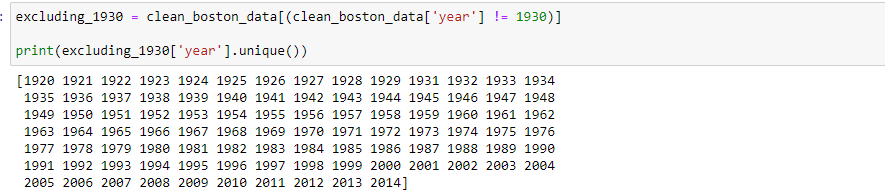 excluding_1930 = clean_boston_data[(clean_boston_data['year'] != 1930)]
print(excluding_1930['year'].unique())
[1920 1921 1922 1923 1924 1925 1926 1927 1928 1929 1931 1932 1933 1934
1935 1936 1937 1938 1939 1940 1941 1942 1943 1944 1945 1946 1947 1948
1949 1950 1951 1952 1953 1954 1955 1956 1957 1958 1959 1960 1961 1962
1963 1964 1965 1966 1967 1968 1969 1970 1971 1972 1973 1974 1975 1976
1977 1978 1979 1980 1981 1982 1983 1984 1985 1986 1987 1988 1989 1990
1991 1992 1993 1994 1995 1996 1997 1998 1999 2000 2001 2002 2003 2004
2005 2006 2007 2008 2009 2010 2011 2012 2013 2014]